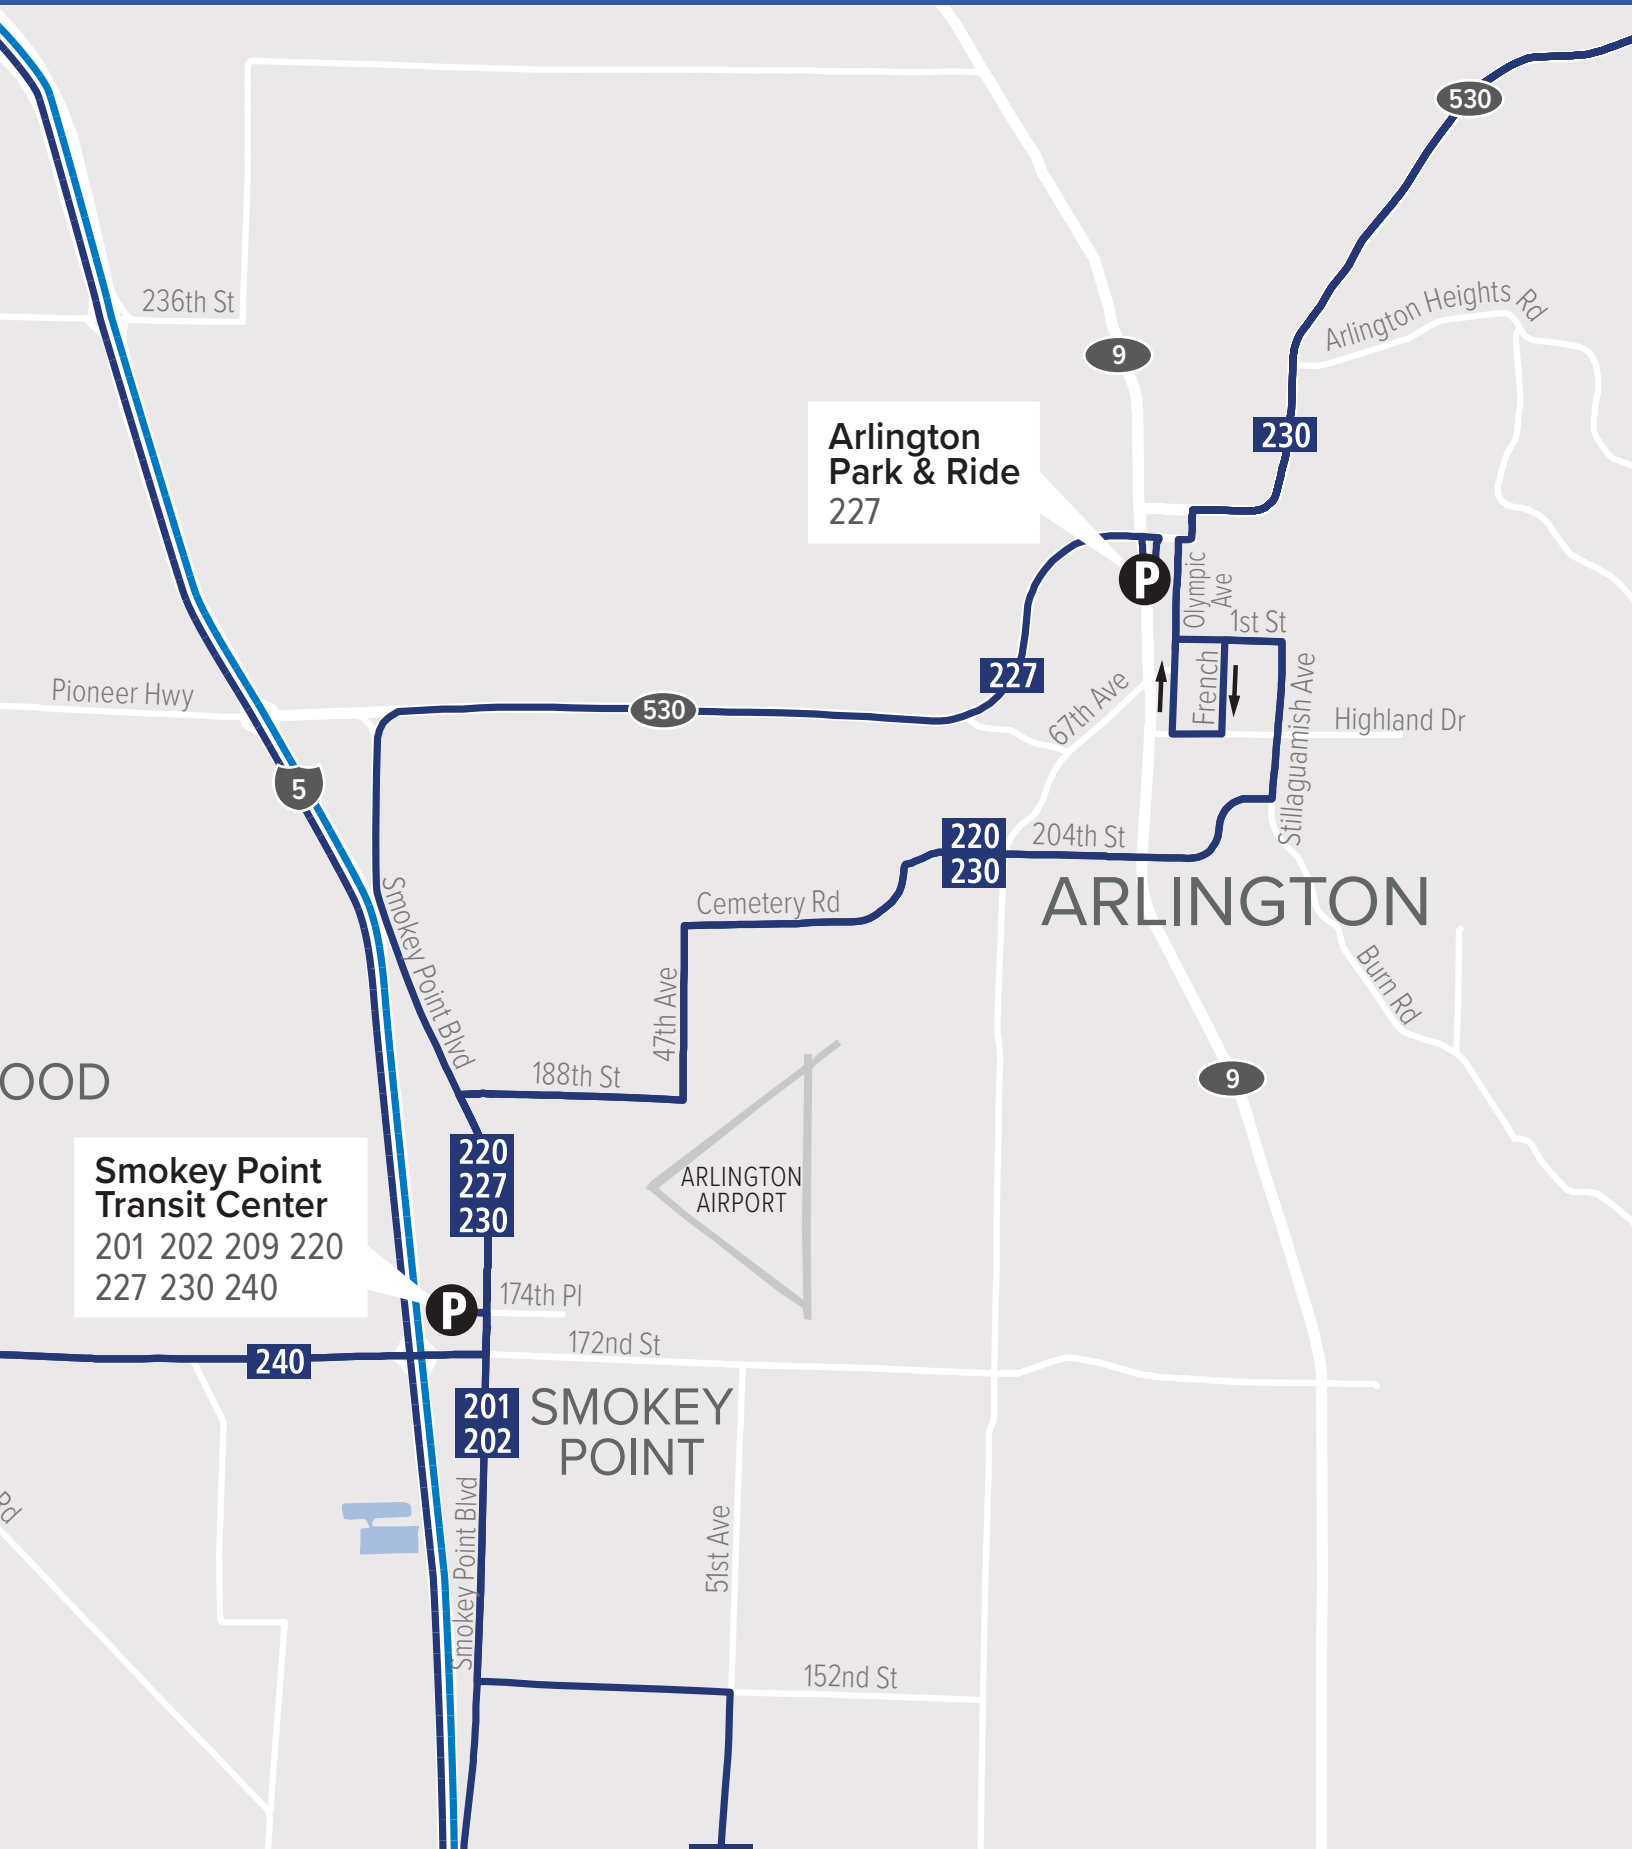 530
236th St
Arlington Heights Rd
9
Arlington
Park & Ride
227
230
P
Olympic
Ave
1st St
French
Stillaguamish Ave
227
67th Ave
Pioneer Hwy
530
Highland Dr
5
220
230
204th St
ARLINGTON
Smokey Point Blvd
Cemetery Rd
47th Ave
Burn Rd
188th St
9
OOD
220
227
230
ARLINGTON
AIRPORT
Smokey Point
Transit Center
201 202 209 220
227 230 240
P
174th Pl
172nd St
240
201
202
SMOKEY
POINT
Smokey Point Blvd
51st Ave
Rd
152nd St